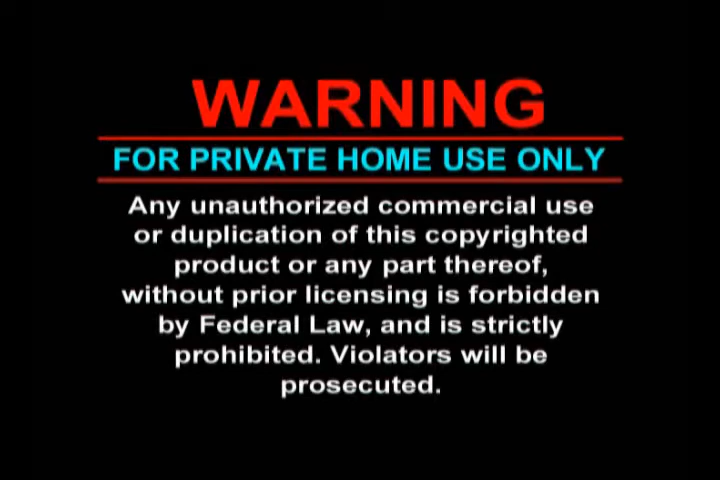 WARNING
FOR PRIVATE HOME USE ONLY
Any unauthorized commercial use
or duplication of this copyrighted
product or any part thereof,
without prior licensing is forbidden
by Federal Law, and is strictly
prohibited. Violators will be
prosecuted.